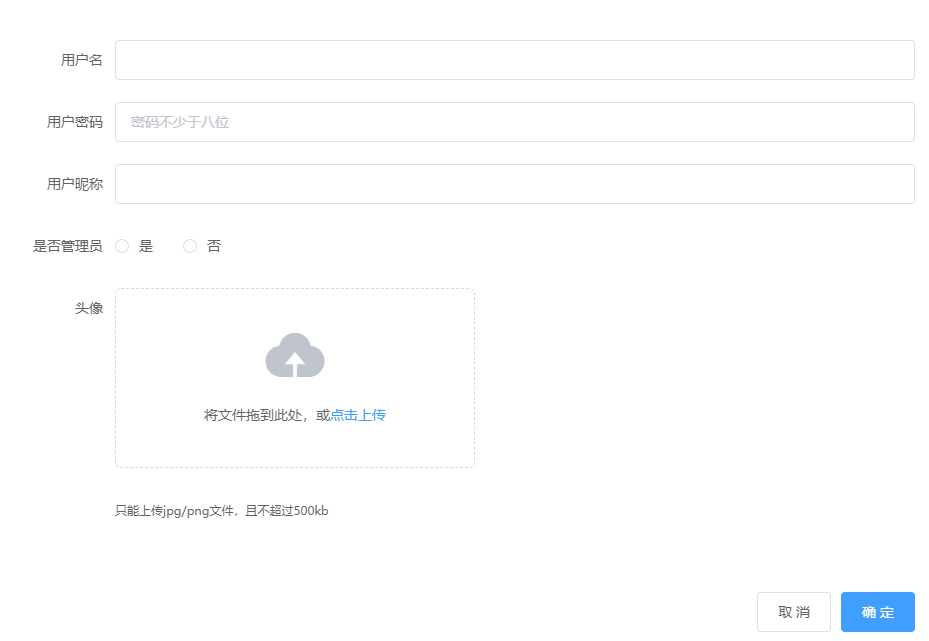 用户名
用户密码 密码不少于八位
用户昵称
是否管理员 是 否
头像
将文件拖到此处，或点击上传
只能上传jpg/png文件，且不超过500kb
取 消 确 定